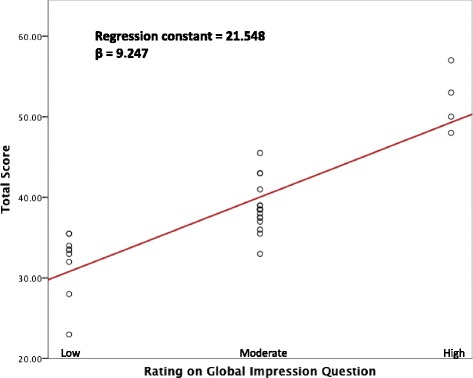 Regression constant = 21.548
β = 9.247
60.00
50.00
40.00
30.00
20.00
Total Score
Low
Moderate
High
Rating on Global Impression Question